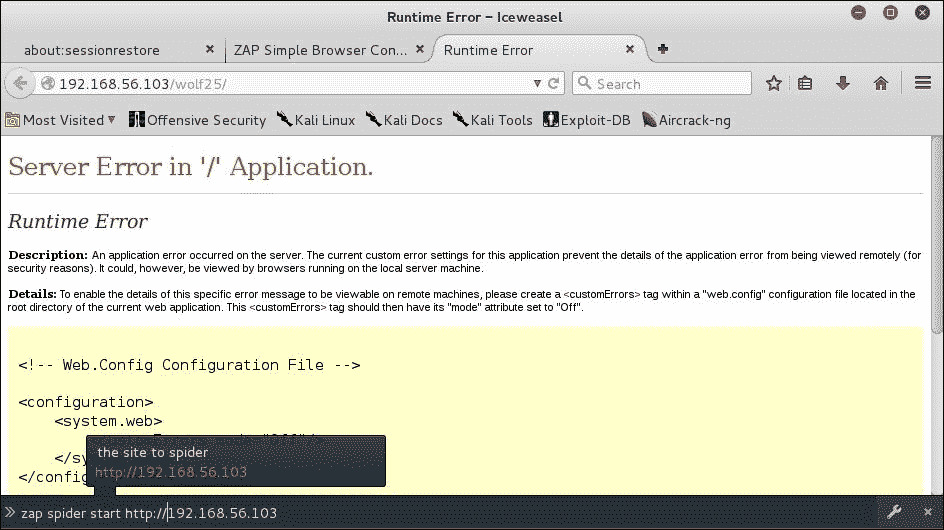 Runtime Error - Iceweasel
about:sessionrestore
ZAP Simple Browser Con...
Runtime Error
192.168.56.103/wolf25/
Search
Most Visited
Offensive Security
Kali Linux
Kali Docs
Kali Tools
Exploit-DB
Aircrack-ng
Server Error in '/' Application.
Runtime Error
Description: An application error occurred on the server. The current custom error settings for this application prevent the details of the application error from being viewed remotely (for
security reasons). It could, however, be viewed by browsers running on the local server machine.
Details: To enable the details of this specific error message to be viewable on remote machines, please create a <customErrors> tag within a "web.config" configuration file located in the
root directory of the current web application. This <customErrors> tag should then have its "mode" attribute set to "Off".
<!-- Web.Config Configuration File -->
<configuration>
<system.web>
</sy
</config
the site to spider
http://192.168.56.103
» zap spider start http://192.168.56.103